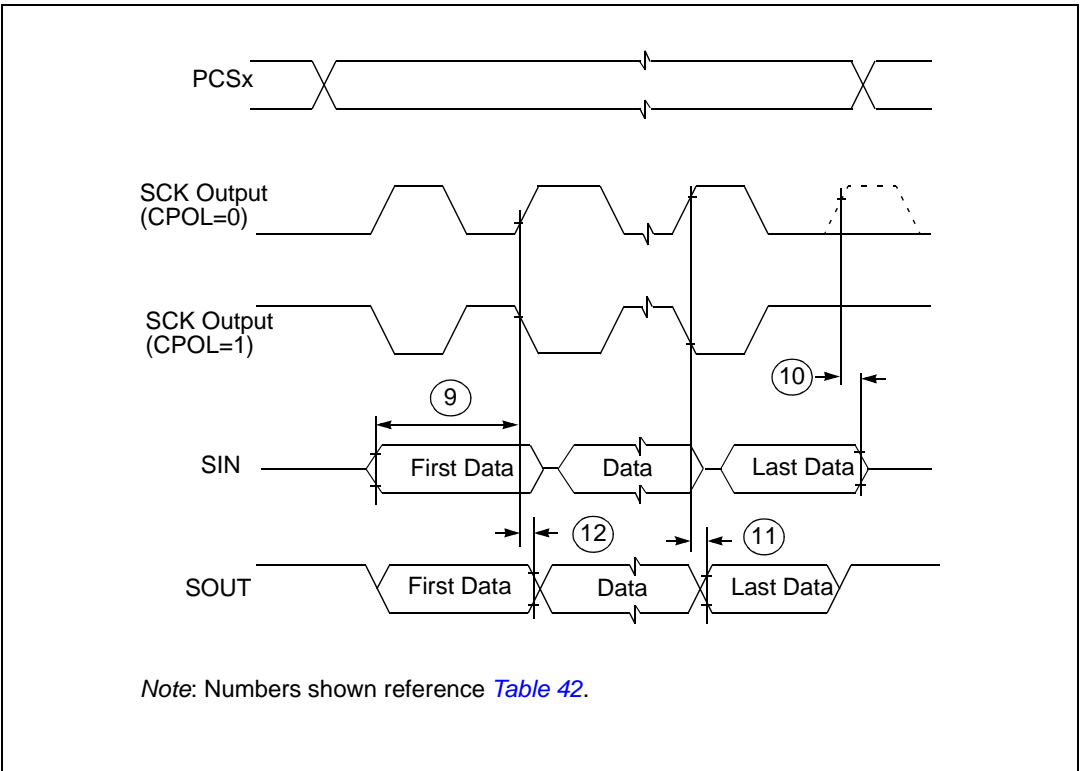 PCSx
SCK Output
(CPOL=0)
SCK Output
(CPOL=1)
10
9
SIN
First Data
Data
Last Data
12
11
SOUT
First Data
Data
Last Data
Note: Numbers shown reference Table 42.